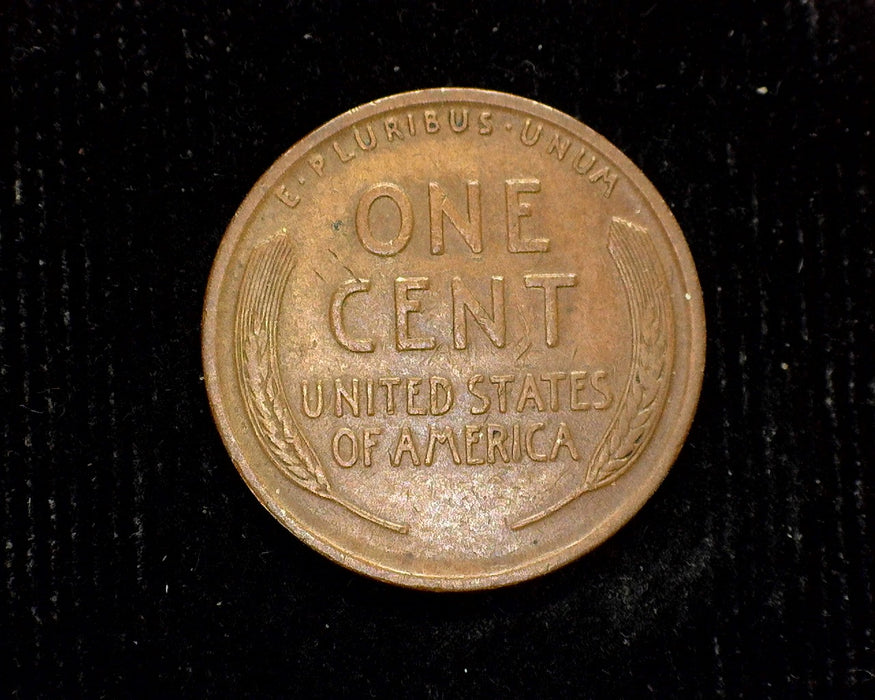 E·PLURIBUS·UNUM
ONE
CENT
UNITED STATES
OF AMERICA